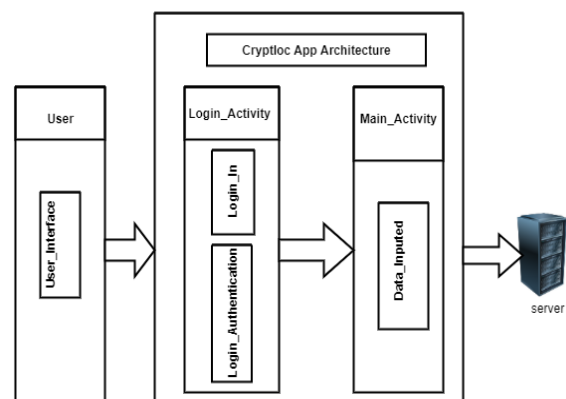 Cryptloc App Architecture
User
Login_Activity
Main_Activity
User_Interface
Login_In
Login_Authentication
Data_Inputed
server